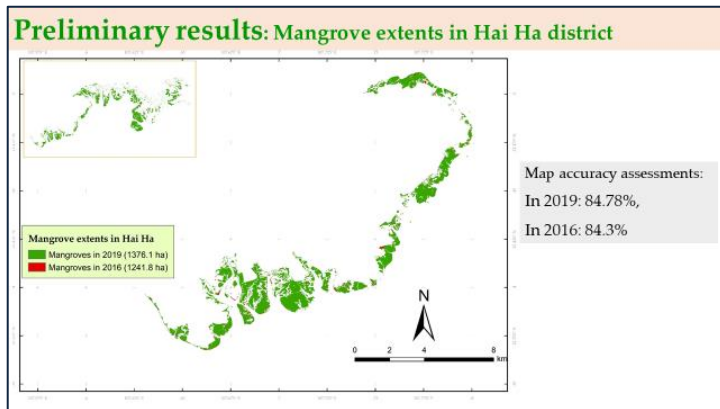 Preliminary results: Mangrove extents in Hai Ha district
Map accuracy assessments:
In 2019: 84.78%,
In 2016: 84.3%
Mangrove extents in Hai Ha
Mangroves in 2019 (1376.1 ha)
Mangroves in 2016 (1241.8 ha)
N
0 2 4 8
km